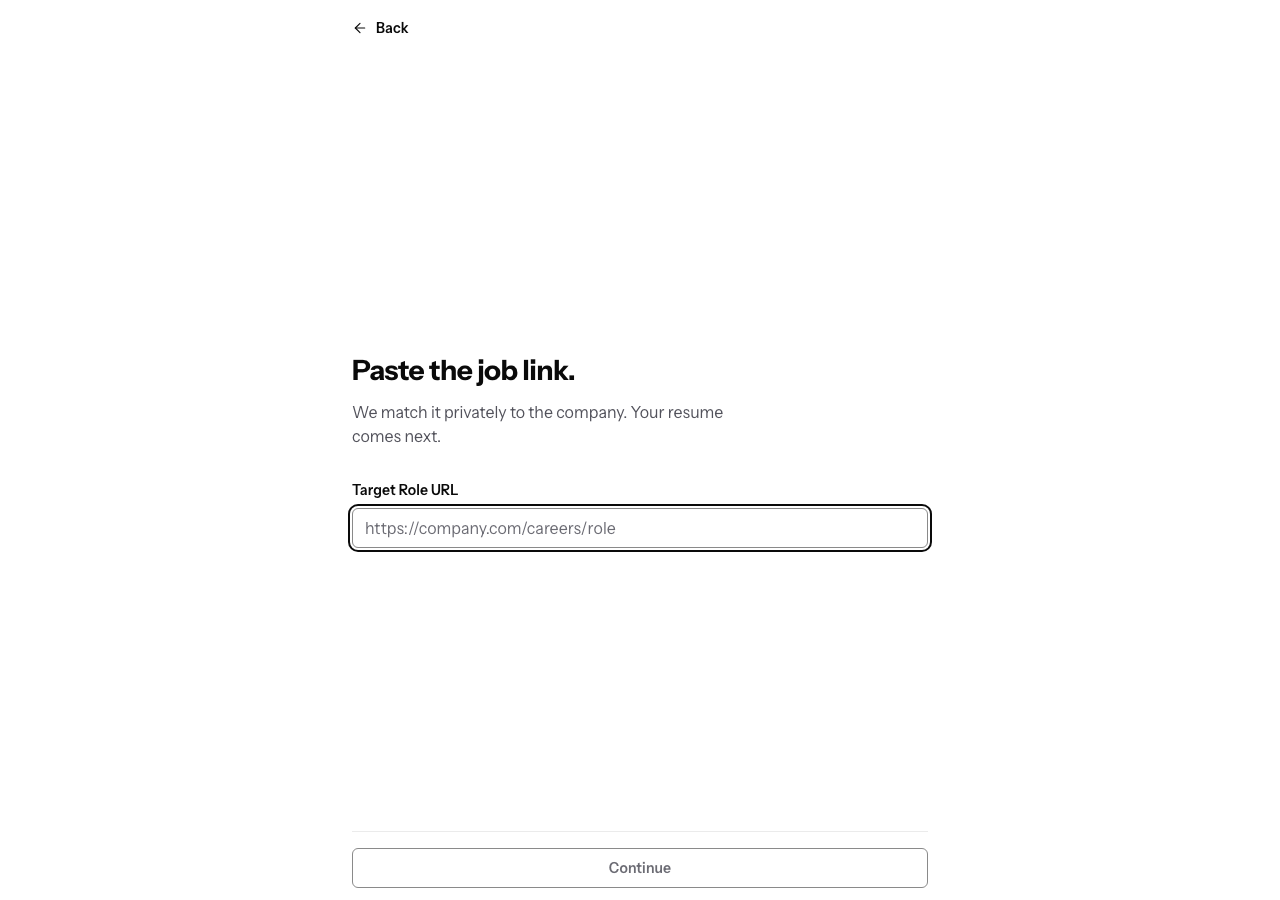 Back
Paste the job link.
We match it privately to the company. Your resume
comes next.
Target Role URL
https://company.com/careers/role
Continue